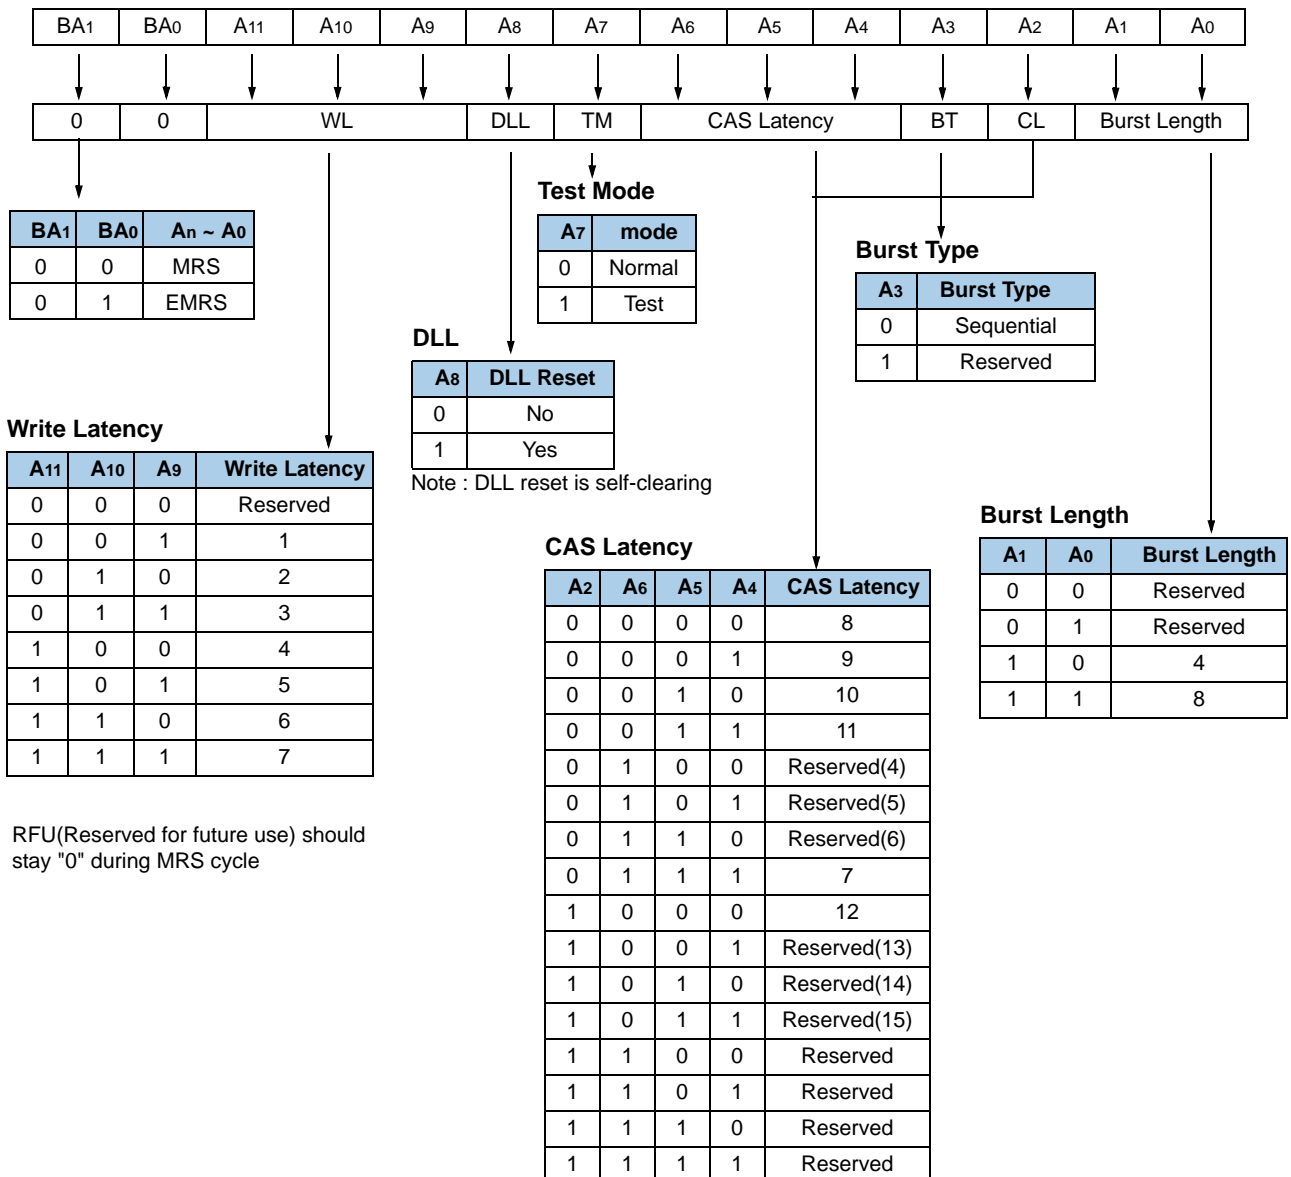 BA1 BA0 A11 A10 A9 A8 A7 A6 A5 A4 A3 A2 A1 A0
0 0 WL DLL TM CAS Latency BT CL Burst Length
BA1 BA0 An ~ A0
0 0 MRS
0 1 EMRS
Test Mode
A7 mode
0 Normal
1 Test
Burst Type
A3 Burst Type
0 Sequential
1 Reserved
DLL
A8 DLL Reset
0 No
1 Yes
Note : DLL reset is self-clearing
Write Latency
A11 A10 A9 Write Latency
0 0 0 Reserved
0 0 1 1
0 1 0 2
0 1 1 3
1 0 0 4
1 0 1 5
1 1 0 6
1 1 1 7
RFU(Reserved for future use) should
stay "0" during MRS cycle
CAS Latency
A2 A6 A5 A4 CAS Latency
0 0 0 0 8
0 0 0 1 9
0 0 1 0 10
0 0 1 1 11
0 1 0 0 Reserved(4)
0 1 0 1 Reserved(5)
0 1 1 0 Reserved(6)
0 1 1 1 7
1 0 0 0 12
1 0 0 1 Reserved(13)
1 0 1 0 Reserved(14)
1 0 1 1 Reserved(15)
1 1 0 0 Reserved
1 1 0 1 Reserved
1 1 1 0 Reserved
1 1 1 1 Reserved
Burst Length
A1 A0 Burst Length
0 0 Reserved
0 1 Reserved
1 0 4
1 1 8